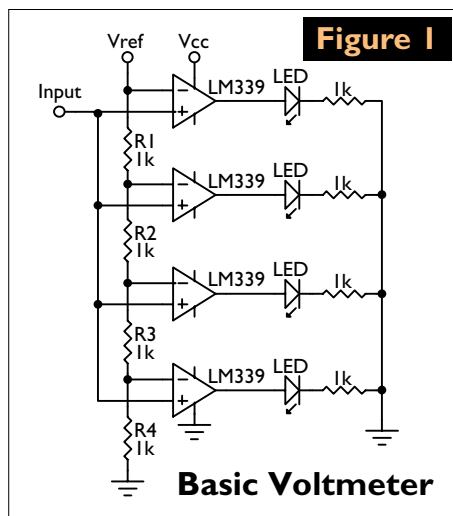 Figure 1
Vref
Vcc
Input
LM339
LED
1k
R1
1k
LM339
LED
1k
R2
1k
LM339
LED
1k
R3
1k
LM339
LED
1k
R4
1k
Basic Voltmeter